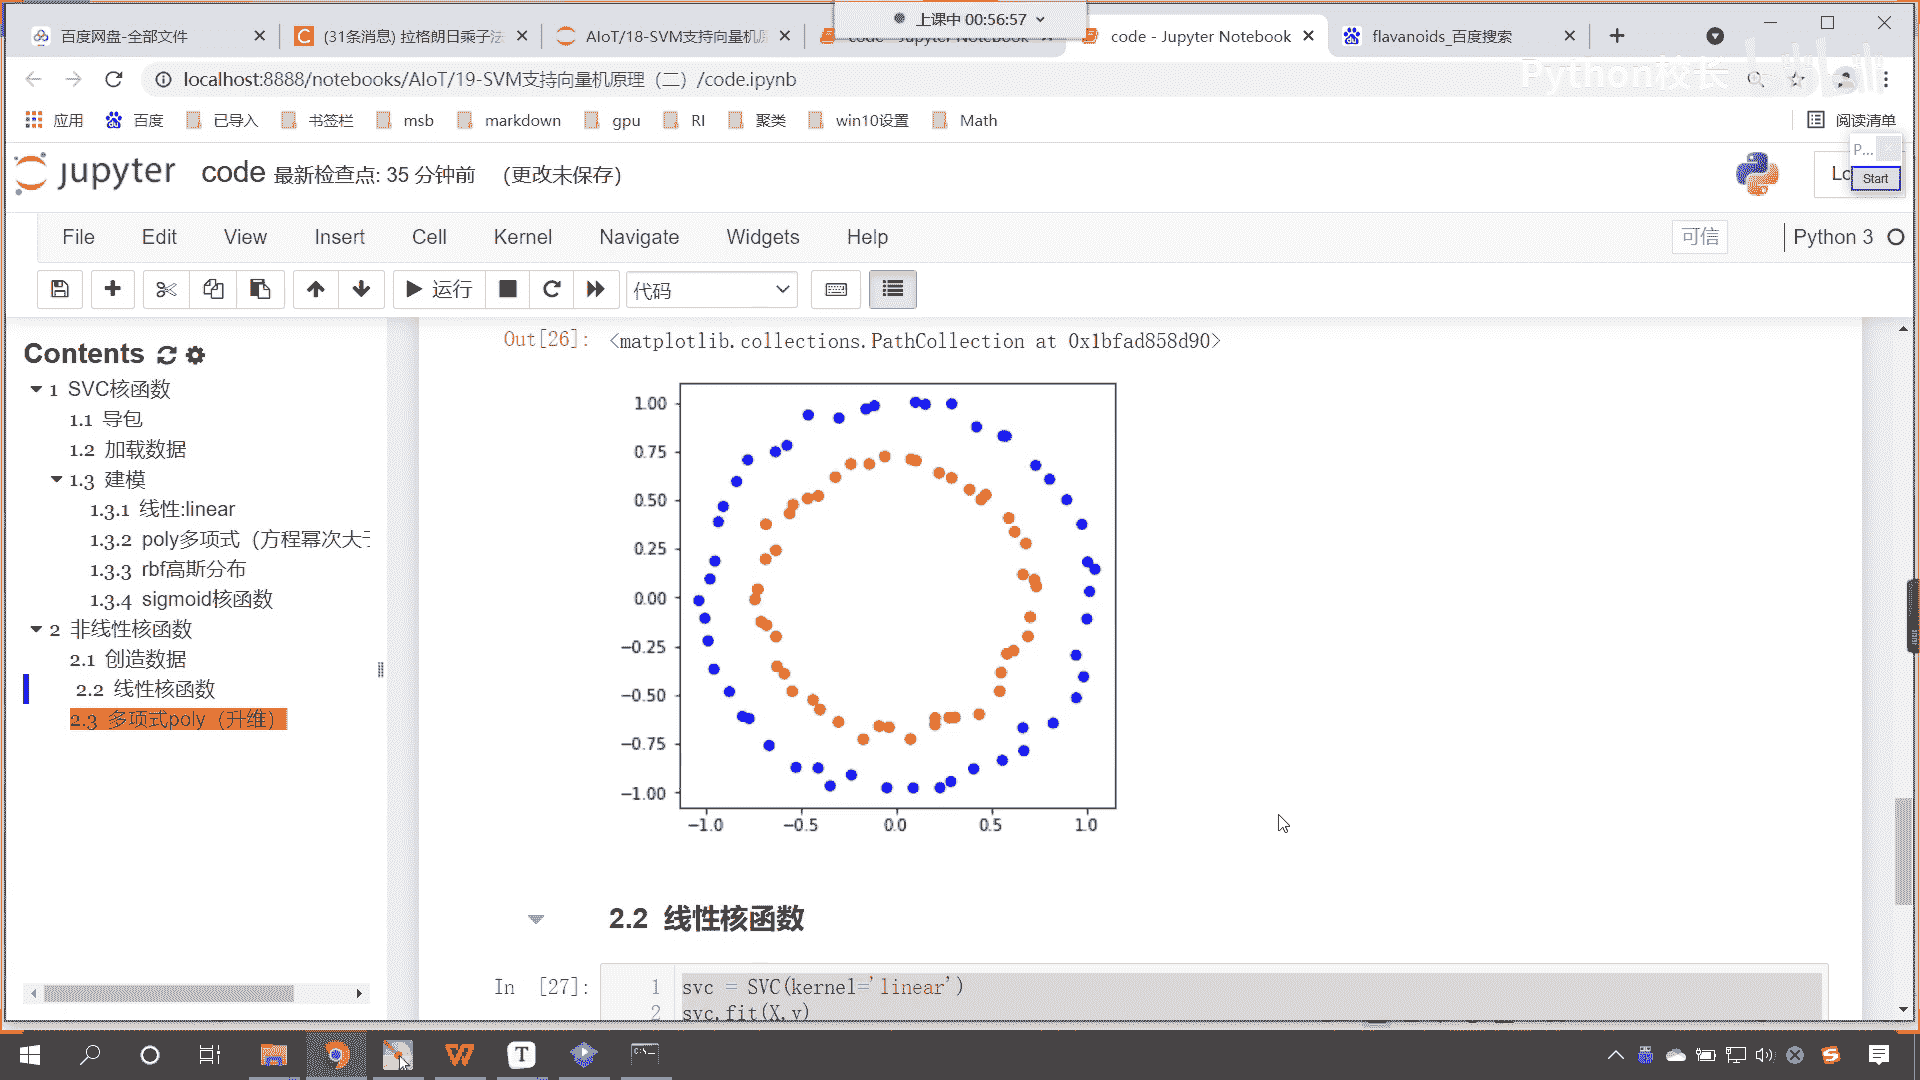 上课中 00:56:57
百度网盘-全部文件
(31条消息) 拉格朗日乘子法
AIoT/18-SVM支持向量机原
code - Jupyter Notebook
code - Jupyter Notebook
flavanoids_百度搜索
localhost:8888/notebooks/AIoT/19-SVM支持向量机原理（二）/code.ipynb
Python校长
应用
百度
已导入
书签栏
msb
markdown
gpu
RI
聚类
win10设置
Math
阅读清单
P...
Start
jupyter
code 最新检查点: 35 分钟前 (更改未保存)
Lo
File Edit View Insert Cell Kernel Navigate Widgets Help
可信
Python 3
运行
代码
Contents
1 SVC核函数
1.1 导包
1.2 加载数据
1.3 建模
1.3.1 线性:linear
1.3.2 poly多项式（方程幂次大于
1.3.3 rbf高斯分布
1.3.4 sigmoid核函数
2 非线性核函数
2.1 创造数据
2.2 线性核函数
2.3 多项式poly（升维）
Out[26]: <matplotlib.collections.PathCollection at 0x1bfad858d90>
1.00
0.75
0.50
0.25
0.00
−0.25
−0.50
−0.75
−1.00
−1.0 −0.5 0.0 0.5 1.0
2.2 线性核函数
In [27]:
1 svc = SVC(kernel='linear')
2 svc.fit(X,y)